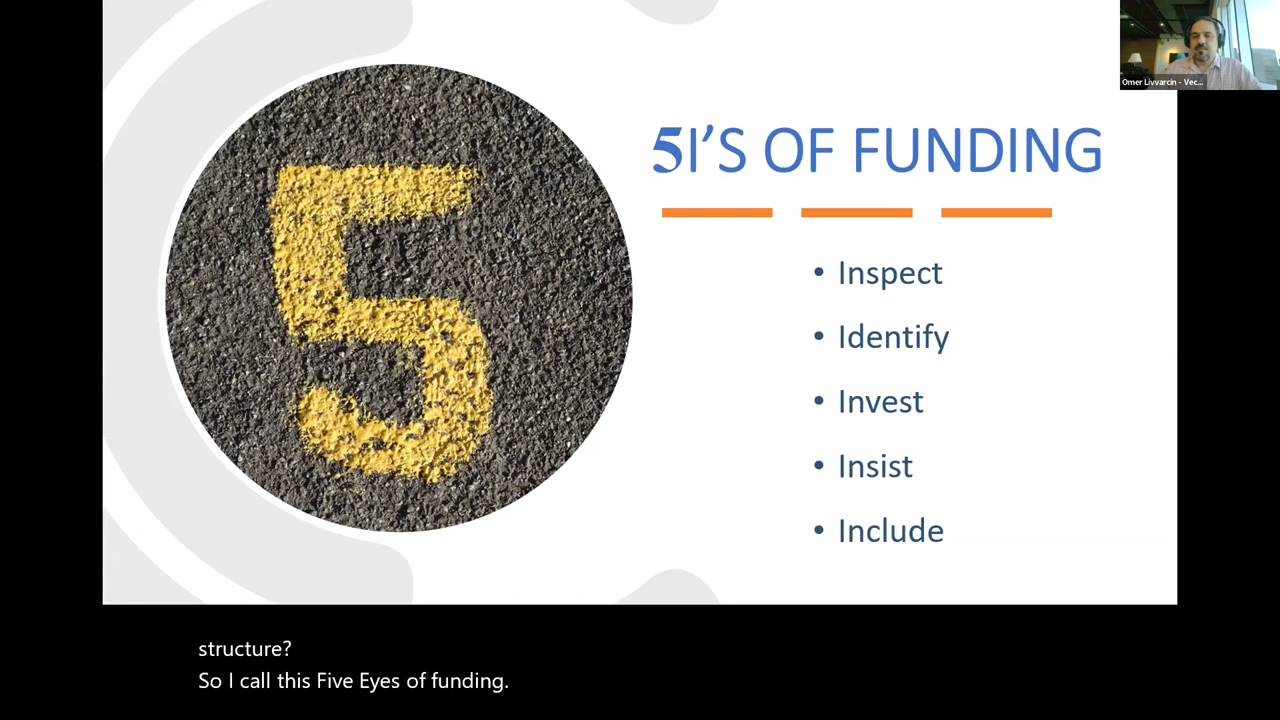 Omer Livvarcin - Vec...
5I'S OF FUNDING
• Inspect
• Identify
• Invest
• Insist
• Include
5
structure?
So I call this Five Eyes of funding.